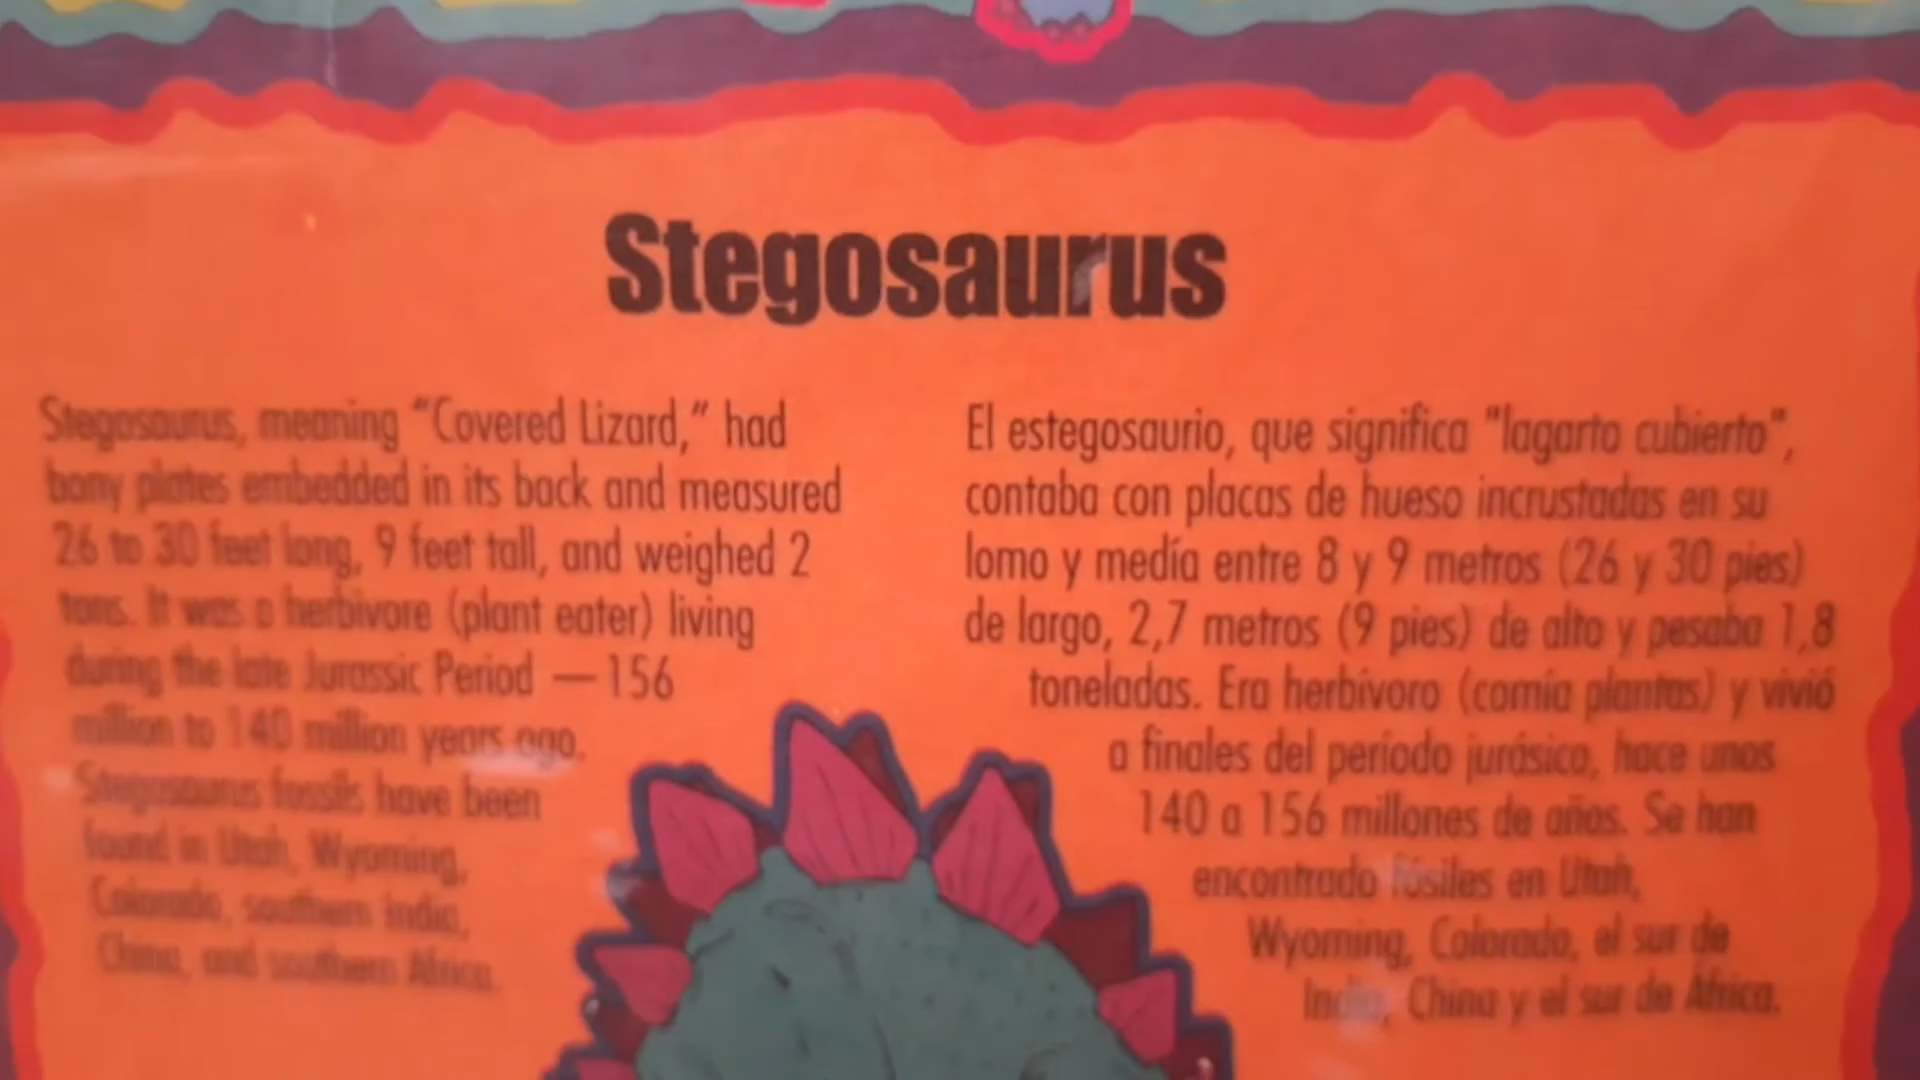 Stegosaurus
Stegosaurus, meaning “Covered Lizard,” had
bony plates embedded in its back and measured
26 to 30 feet long, 9 feet tall, and weighed 2
tons. It was a herbivore (plant eater) living
during the late Jurassic Period — 156
million to 140 million years ago.
Stegosaurus fossils have been
found in Utah, Wyoming,
Colorado, southern India,
China, and southern Africa.
El estegosaurio, que significa "lagarto cubierto",
contaba con placas de hueso incrustadas en su
lomo y medía entre 8 y 9 metros (26 y 30 pies)
de largo, 2,7 metros (9 pies) de alto y pesaba 1,8
toneladas. Era herbívoro (comía plantas) y vivió
a finales del período jurásico, hace unos
140 a 156 millones de años. Se han
encontrado fósiles en Utah,
Wyoming, Colorado, el sur de
India, China y el sur de África.